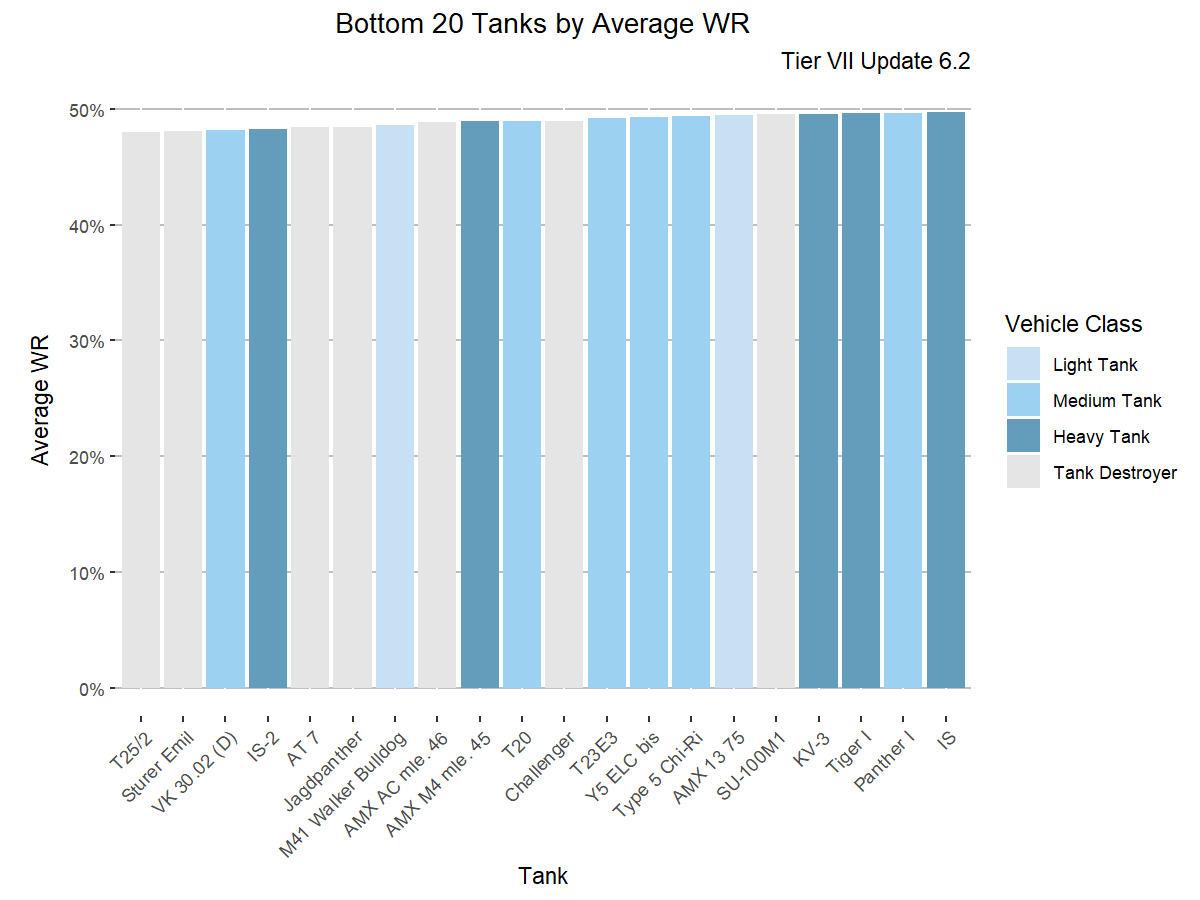 Bottom 20 Tanks by Average WR
Tier VII Update 6.2
Average WR
50%
40%
30%
20%
10%
0%
T25/2
Sturer Emil
VK 30.02 (D)
IS-2
AT 7
Jagdpanther
M41 Walker Bulldog
AMX AC mle. 46
AMX M4 mle. 45
T20
Challenger
T23E3
Y5 ELC bis
Type 5 Chi-Ri
AMX 13 75
SU-100M1
KV-3
Tiger I
Panther I
IS
Tank
Vehicle Class
Light Tank
Medium Tank
Heavy Tank
Tank Destroyer